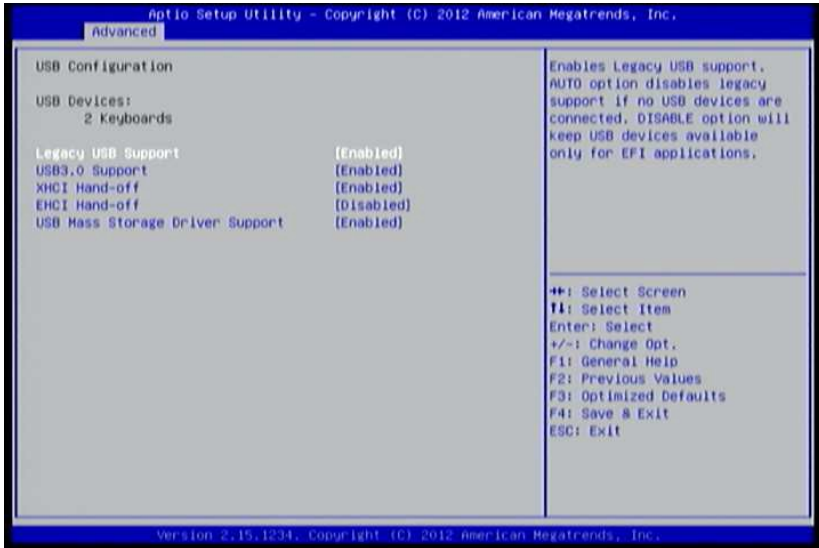 Aptio Setup Utility - Copyright (C) 2012 American Megatrends, Inc.
Advanced
USB Configuration
USB Devices:
2 Keyboards
Legacy USB Support [Enabled]
USB3.0 Support [Enabled]
XHCI Hand-off [Enabled]
EHCI Hand-off [Disabled]
USB Mass Storage Driver Support [Enabled]
Enables Legacy USB support.
AUTO option disables legacy
support if no USB devices are
connected. DISABLE option will
keep USB devices available
only for EFI applications.
→←: Select Screen
↑↓: Select Item
Enter: Select
+/-: Change Opt.
F1: General Help
F2: Previous Values
F3: Optimized Defaults
F4: Save & Exit
ESC: Exit
Version 2.15.1234. Copyright (C) 2012 American Megatrends, Inc.